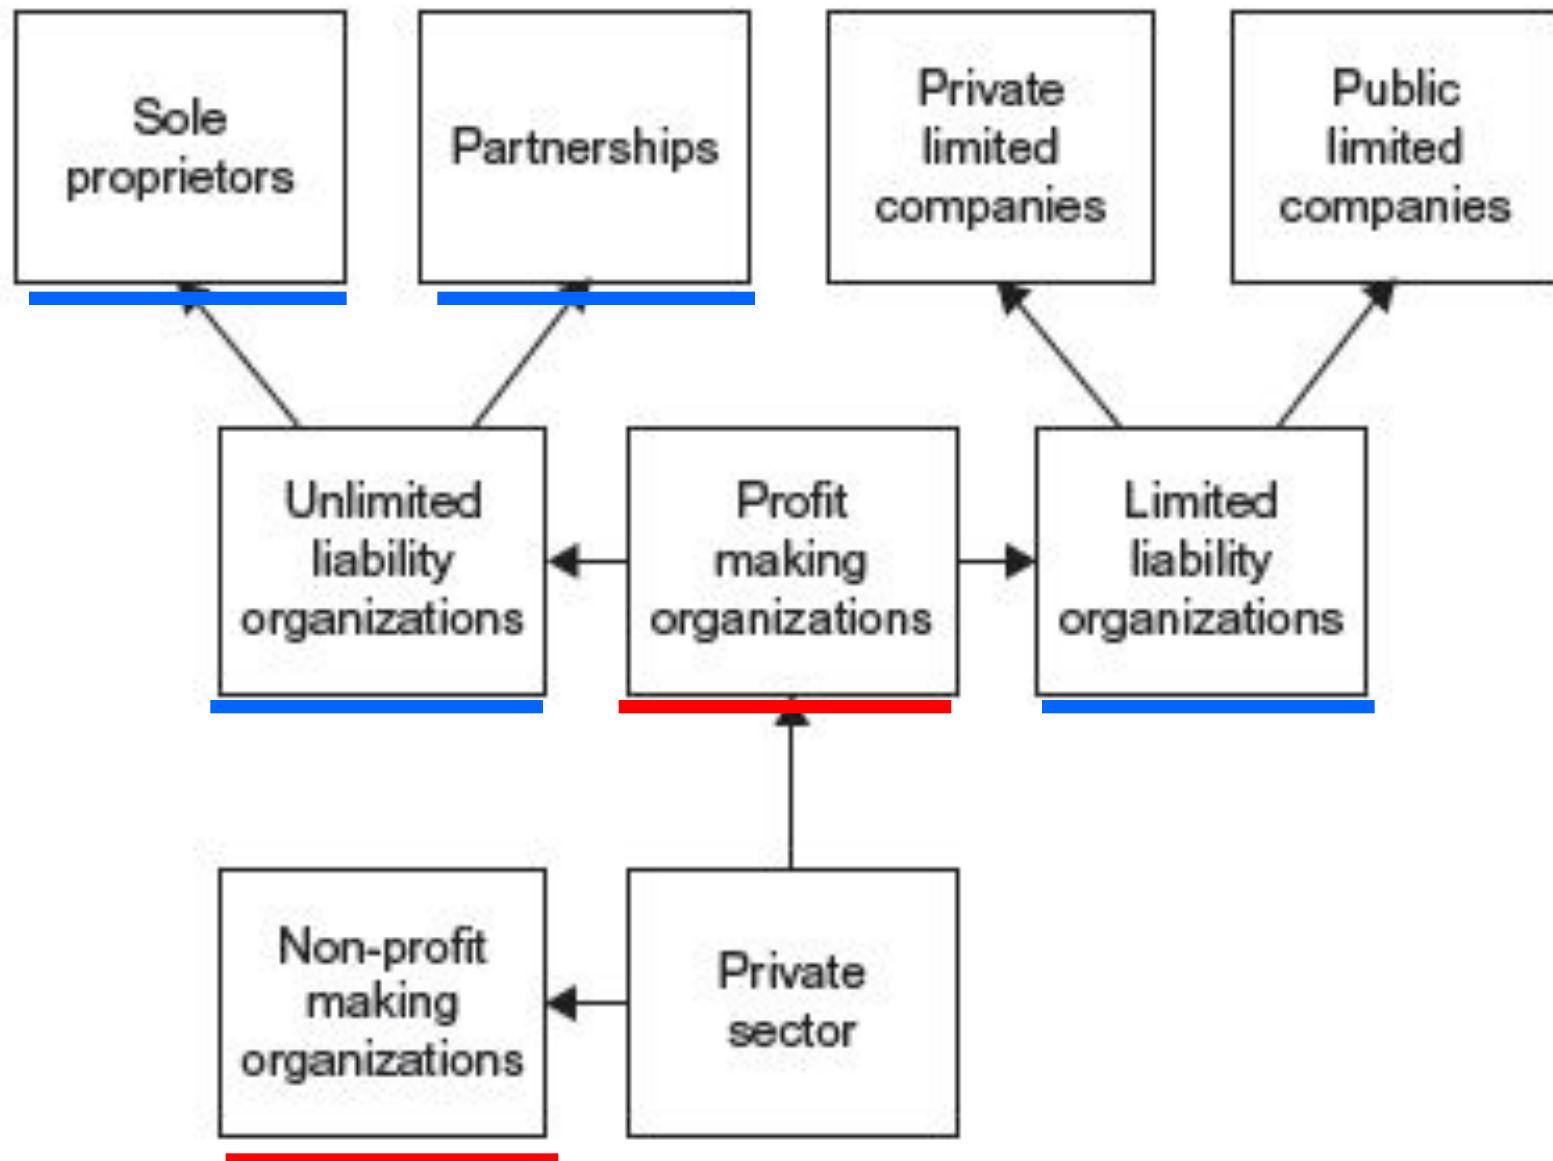 Sole
proprietors
Partnerships
Private
limited
companies
Public
limited
companies
Unlimited
liability
organizations
Profit
making
organizations
Limited
liability
organizations
Non-profit
making
organizations
Private
sector